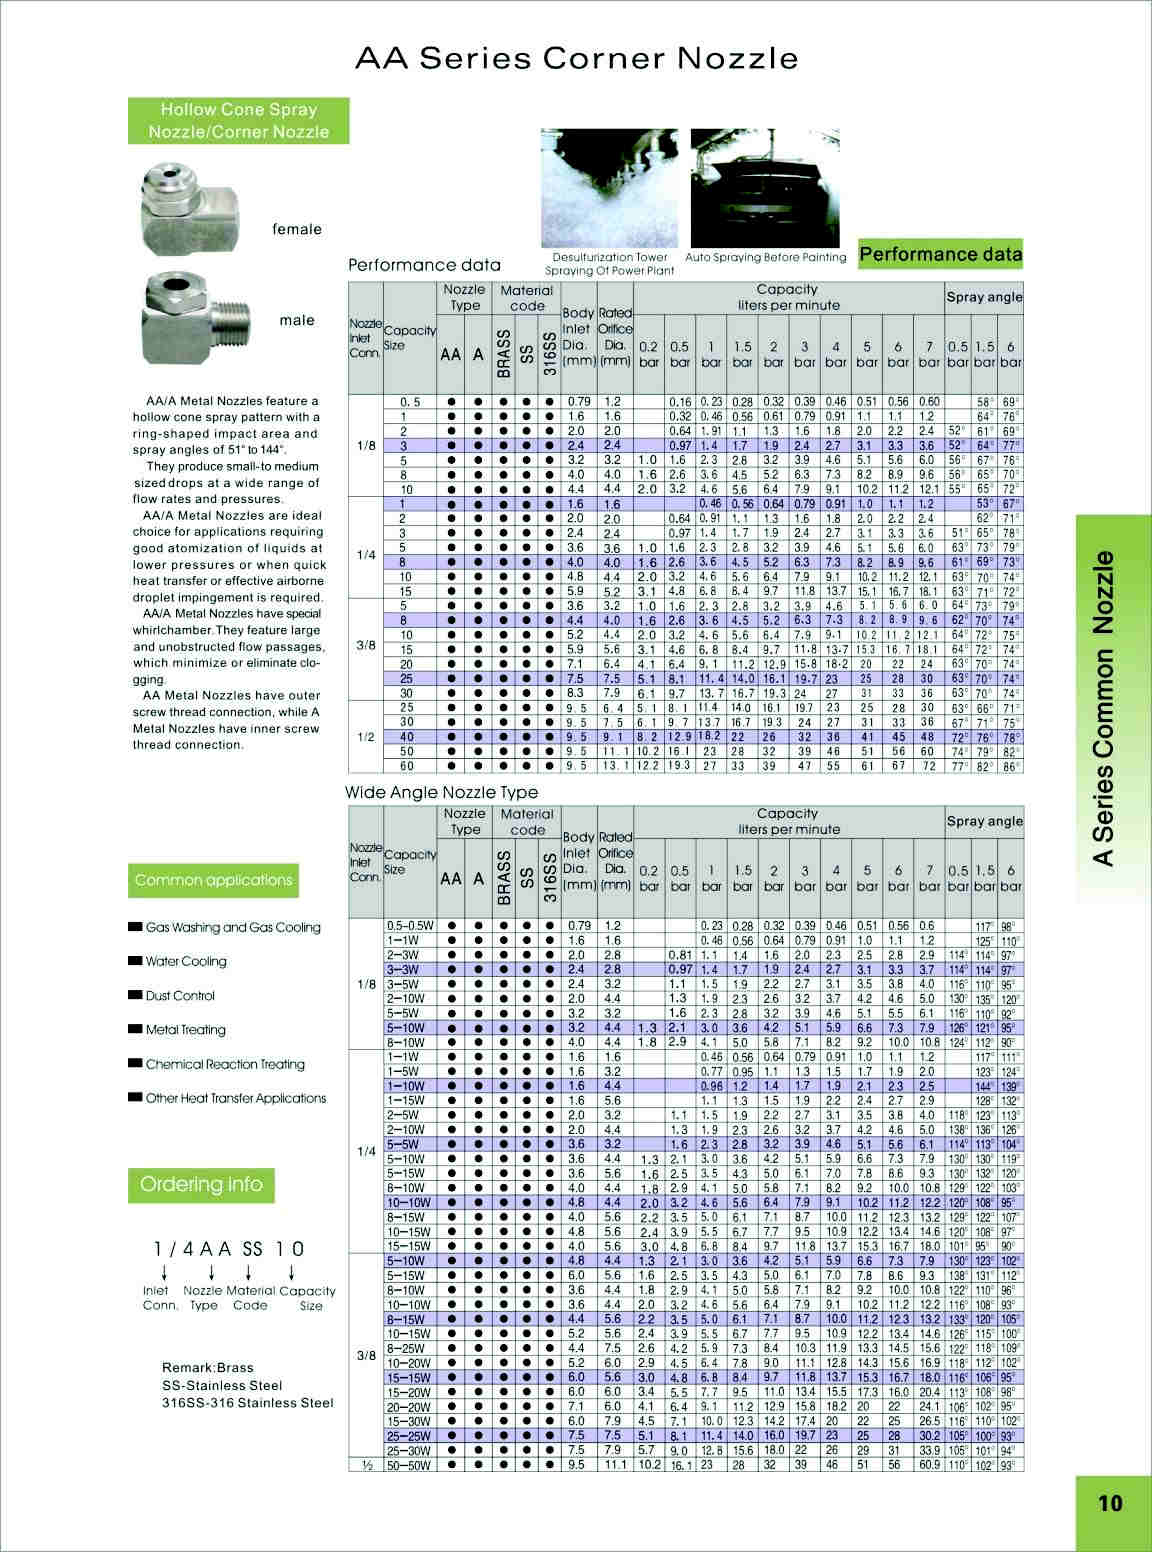 AA Series Corner Nozzle
Hollow Cone Spray
Nozzle/Corner Nozzle
female
male
Desulfurization Tower
Spraying Of Power Plant
Auto Spraying Before Painting
Performance data
Performance data
AA/A Metal Nozzles feature a
hollow cone spray pattern with a
ring-shaped impact area and
spray angles of 51° to 144°.
They produce small-to medium
sized drops at a wide range of
flow rates and pressures.
AA/A Metal Nozzles are ideal
choice for applications requiring
good atomization of liquids at
lower pressures or when quick
heat transfer or effective airborne
droplet impingement is required.
AA/A Metal Nozzles have special
whirlchamber. They feature large
and unobstructed flow passages,
which minimize or eliminate clo-
gging.
AA Metal Nozzles have outer
screw thread connection, while A
Metal Nozzles have inner screw
thread connection.
Nozzle Inlet Conn. Capacity Size Nozzle Type Material code Body Inlet Dia. (mm) Rated Orifice Dia. (mm) Capacity liters per minute Spray angle
AA A BRASS SS 316SS 0.2 bar 0.5 bar 1 bar 1.5 bar 2 bar 3 bar 4 bar 5 bar 6 bar 7 bar 0.5 bar 1.5 bar 6 bar
1/8
0.5 ● ● ● ● ● 0.79 1.2 0.16 0.23 0.28 0.32 0.39 0.46 0.51 0.56 0.60 58° 69°
1 ● ● ● ● ● 1.6 1.6 0.32 0.46 0.56 0.61 0.79 0.91 1.1 1.1 1.2 64° 76°
2 ● ● ● ● ● 2.0 2.0 0.64 1.91 1.1 1.3 1.6 1.8 2.0 2.2 2.4 52° 61° 69°
3 ● ● ● ● ● 2.4 2.4 0.97 1.4 1.7 1.9 2.4 2.7 3.1 3.3 3.6 52° 64° 77°
5 ● ● ● ● ● 3.2 3.2 1.0 1.6 2.3 2.8 3.2 3.9 4.6 5.1 5.6 6.0 56° 67° 76°
8 ● ● ● ● ● 4.0 4.0 1.6 2.6 3.6 4.5 5.2 6.3 7.3 8.2 8.9 9.6 56° 65° 70°
10 ● ● ● ● ● 4.4 4.4 2.0 3.2 4.6 5.6 6.4 7.9 9.1 10.2 11.2 12.1 55° 65° 72°
1/4
1 ● ● ● ● ● 1.6 1.6 0.46 0.56 0.64 0.79 0.91 1.0 1.1 1.2 53° 67°
2 ● ● ● ● ● 2.0 2.0 0.64 0.91 1.1 1.3 1.6 1.8 2.0 2.2 2.4 62° 71°
3 ● ● ● ● ● 2.4 2.4 0.97 1.4 1.7 1.9 2.4 2.7 3.1 3.3 3.6 51° 65° 78°
5 ● ● ● ● ● 3.6 3.6 1.0 1.6 2.3 2.8 3.2 3.9 4.6 5.1 5.6 6.0 63° 73° 79°
8 ● ● ● ● ● 4.0 4.0 1.6 2.6 3.6 4.5 5.2 6.3 7.3 8.2 8.9 9.6 61° 69° 73°
10 ● ● ● ● ● 4.8 4.4 2.0 3.2 4.6 5.6 6.4 7.9 9.1 10.2 11.2 12.1 63° 70° 74°
15 ● ● ● ● ● 5.9 5.2 3.1 4.8 6.8 8.4 9.7 11.8 13.7 15.1 16.7 18.1 63° 71° 72°
3/8
5 ● ● ● ● ● 3.6 3.2 1.0 1.6 2.3 2.8 3.2 3.9 4.6 5.1 5.6 6.0 64° 73° 79°
8 ● ● ● ● ● 4.4 4.0 1.6 2.6 3.6 4.5 5.2 6.3 7.3 8.2 8.9 9.6 62° 70° 74°
10 ● ● ● ● ● 5.2 4.4 2.0 3.2 4.6 5.6 6.4 7.9 9.1 10.2 11.2 12.1 64° 72° 75°
15 ● ● ● ● ● 5.9 5.6 3.1 4.6 6.8 8.4 9.7 11.8 13.7 15.3 16.7 18.1 64° 72° 74°
20 ● ● ● ● ● 7.1 6.4 4.1 6.4 9.1 11.2 12.9 15.8 18.2 20 22 24 63° 70° 74°
25 ● ● ● ● ● 7.5 7.5 5.1 8.1 11.4 14.0 16.1 19.7 23 25 28 30 63° 70° 74°
30 ● ● ● ● ● 8.3 7.9 6.1 9.7 13.7 16.7 19.3 24 27 31 33 36 63° 70° 74°
1/2
25 ● ● ● ● ● 9.5 6.4 5.1 8.1 11.4 14.0 16.1 19.7 23 25 28 30 63° 66° 71°
30 ● ● ● ● ● 9.5 7.5 6.1 9.7 13.7 16.7 19.3 24 27 31 33 36 67° 71° 75°
40 ● ● ● ● ● 9.5 9.1 8.2 12.9 18.2 22 26 32 36 41 45 48 72° 76° 78°
50 ● ● ● ● ● 9.5 11.1 10.2 16.1 23 28 32 39 46 51 56 60 74° 79° 82°
60 ● ● ● ● ● 9.5 13.1 12.2 19.3 27 33 39 47 55 61 67 72 77° 82° 86°
Wide Angle Nozzle Type
Nozzle Inlet Conn. Capacity Size Nozzle Type Material code Body Inlet Dia. (mm) Rated Orifice Dia. (mm) Capacity liters per minute Spray angle
AA A BRASS SS 316SS 0.2 bar 0.5 bar 1 bar 1.5 bar 2 bar 3 bar 4 bar 5 bar 6 bar 7 bar 0.5 bar 1.5 bar 6 bar
1/8
0.5-0.5W ● ● ● ● ● 0.79 1.2 0.23 0.28 0.32 0.39 0.46 0.51 0.56 0.6 117° 98°
1-1W ● ● ● ● ● 1.6 1.6 0.46 0.56 0.64 0.79 0.91 1.0 1.1 1.2 125° 110°
2-3W ● ● ● ● ● 2.0 2.8 0.81 1.1 1.4 1.6 2.0 2.3 2.5 2.8 2.9 114° 114° 97°
3-3W ● ● ● ● ● 2.4 2.8 0.97 1.4 1.7 1.9 2.4 2.7 3.1 3.3 3.7 114° 114° 97°
3-5W ● ● ● ● ● 2.4 3.2 1.1 1.5 1.9 2.2 2.7 3.1 3.5 3.8 4.0 116° 110° 95°
2-10W ● ● ● ● ● 2.0 4.4 1.3 1.9 2.3 2.6 3.2 3.7 4.2 4.6 5.0 130° 135° 120°
5-5W ● ● ● ● ● 3.2 3.2 1.6 2.3 2.8 3.2 3.9 4.6 5.1 5.5 6.1 116° 110° 92°
5-10W ● ● ● ● ● 3.2 4.4 1.3 2.1 3.0 3.6 4.2 5.1 5.9 6.6 7.3 7.9 126° 121° 95°
8-10W ● ● ● ● ● 4.0 4.4 1.8 2.9 4.1 5.0 5.8 7.1 8.2 9.2 10.0 10.8 124° 112° 90°
1/4
1-1W ● ● ● ● ● 1.6 1.6 0.46 0.56 0.64 0.79 0.91 1.0 1.1 1.2 117° 111°
1-5W ● ● ● ● ● 1.6 3.2 0.77 0.95 1.1 1.3 1.5 1.7 1.9 2.0 123° 124°
1-10W ● ● ● ● ● 1.6 4.4 0.96 1.2 1.4 1.7 1.9 2.1 2.3 2.5 144° 139°
1-15W ● ● ● ● ● 1.6 5.6 1.1 1.3 1.5 1.9 2.2 2.4 2.7 2.9 128° 132°
2-5W ● ● ● ● ● 2.0 3.2 1.1 1.5 1.9 2.2 2.7 3.1 3.5 3.8 4.0 118° 123° 113°
2-10W ● ● ● ● ● 2.0 4.4 1.3 1.9 2.3 2.6 3.2 3.7 4.2 4.6 5.0 138° 136° 126°
5-5W ● ● ● ● ● 3.6 3.2 1.6 2.3 2.8 3.2 3.9 4.6 5.1 5.5 6.1 114° 113° 104°
5-10W ● ● ● ● ● 3.6 4.4 1.3 2.1 3.0 3.6 4.2 5.1 5.9 6.6 7.3 7.9 130° 130° 119°
5-15W ● ● ● ● ● 3.6 5.6 1.6 2.5 3.5 4.3 5.0 6.1 7.0 7.8 8.6 9.3 130° 132° 120°
8-10W ● ● ● ● ● 4.0 4.4 1.8 2.9 4.1 5.0 5.8 7.1 8.2 9.2 10.0 10.8 129° 122° 103°
10-10W ● ● ● ● ● 4.8 4.4 2.0 3.2 4.6 5.6 6.4 7.9 9.1 10.2 11.2 12.2 120° 108° 95°
8-15W ● ● ● ● ● 4.0 5.6 2.2 3.5 5.0 6.1 7.1 8.7 10.0 11.2 12.3 13.2 129° 122° 107°
10-15W ● ● ● ● ● 4.8 5.6 2.4 3.9 5.5 6.7 7.7 9.5 10.9 12.2 13.4 14.6 120° 108° 97°
15-15W ● ● ● ● ● 4.0 5.6 3.0 4.8 6.8 8.4 9.7 11.8 13.7 15.3 16.7 18.0 101° 95° 90°
3/8
5-10W ● ● ● ● ● 4.8 4.4 1.3 2.1 3.0 3.6 4.2 5.1 5.9 6.6 7.3 7.9 130° 123° 102°
5-15W ● ● ● ● ● 6.0 5.6 1.6 2.5 3.5 4.3 5.0 6.1 7.0 7.8 8.6 9.3 138° 131° 112°
8-10W ● ● ● ● ● 3.6 4.4 1.8 2.9 4.1 5.0 5.8 7.1 8.2 9.2 10.0 10.8 122° 110° 96°
10-10W ● ● ● ● ● 3.6 4.4 2.0 3.2 4.6 5.6 6.4 7.9 9.1 10.2 11.2 12.2 116° 108° 93°
8-15W ● ● ● ● ● 4.4 5.6 2.2 3.5 5.0 6.1 7.1 8.7 10.0 11.2 12.3 13.2 133° 120° 105°
10-15W ● ● ● ● ● 5.2 5.6 2.4 3.9 5.5 6.7 7.7 9.5 10.9 12.2 13.4 14.6 126° 115° 100°
8-25W ● ● ● ● ● 4.4 7.5 2.6 4.2 5.9 7.3 8.4 10.3 11.9 13.3 14.5 15.6 122° 118° 109°
10-20W ● ● ● ● ● 5.2 6.0 2.9 4.5 6.4 7.8 9.0 11.1 12.8 14.3 15.6 16.9 118° 112° 102°
15-15W ● ● ● ● ● 6.0 5.6 3.0 4.8 6.8 8.4 9.7 11.8 13.7 15.3 16.7 18.0 116° 106° 95°
15-20W ● ● ● ● ● 6.0 6.0 3.4 5.5 7.7 9.5 11.0 13.4 15.5 17.3 16.0 20.4 113° 108° 98°
20-20W ● ● ● ● ● 7.1 6.0 4.1 6.4 9.1 11.2 12.9 15.8 18.2 20 22 24.1 106° 102° 95°
15-30W ● ● ● ● ● 6.0 7.9 4.5 7.1 10.0 12.3 14.2 17.4 20 22 25 26.5 116° 110° 102°
25-25W ● ● ● ● ● 7.5 7.5 5.1 8.1 11.4 14.0 16.0 19.7 23 25 28 30.2 105° 100° 93°
25-30W ● ● ● ● ● 7.5 7.9 5.7 9.0 12.8 15.6 18.0 22 26 29 31 33.9 105° 101° 94°
½ 50-50W ● ● ● ● ● 9.5 11.1 10.2 16.1 23 28 32 39 46 51 56 60.9 110° 102° 93°
Common applications
Gas Washing and Gas Cooling
Water Cooling
Dust Control
Metal Treating
Chemical Reaction Treating
Other Heat Transfer Applications
Ordering info
1/4 AA SS 10
Inlet Conn. Nozzle Type Material Code Capacity Size
Remark:Brass
SS-Stainless Steel
316SS-316 Stainless Steel
A Series Common Nozzle
10